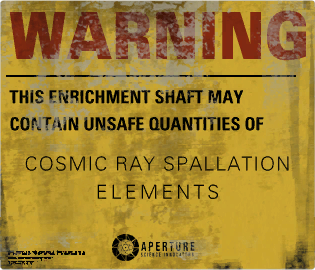 WARNING
THIS ENRICHMENT SHAFT MAY
CONTAIN UNSAFE QUANTITIES OF
COSMIC RAY SPALLATION
ELEMENTS
APERTURE
SCIENCE INNOVATORS